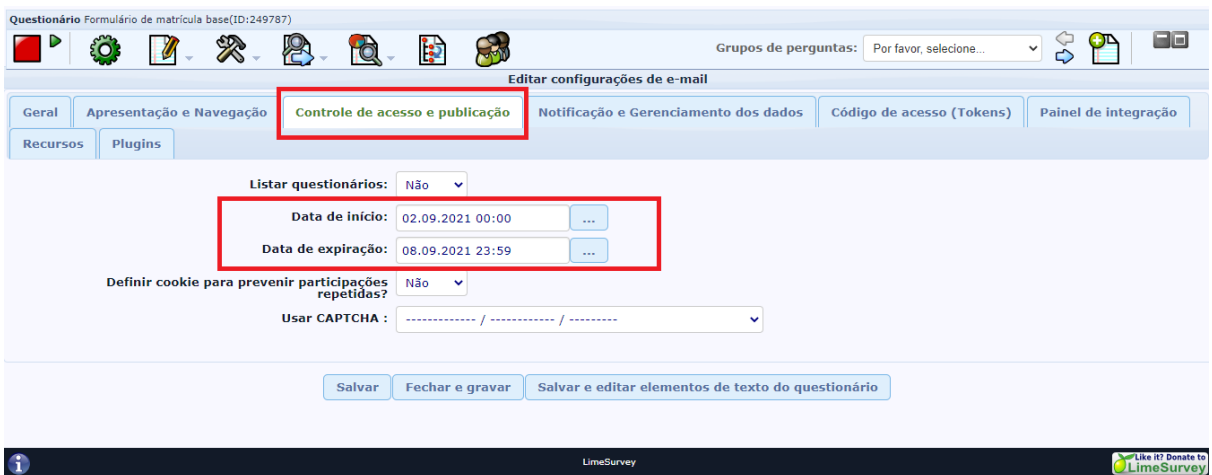 Questionário Formulário de matrícula base(ID:249787)
Grupos de perguntas: Por favor, selecione...
Editar configurações de e-mail
Geral Apresentação e Navegação Controle de acesso e publicação Notificação e Gerenciamento dos dados Código de acesso (Tokens) Painel de integração
Recursos Plugins
Listar questionários: Não
Data de início: 02.09.2021 00:00 ...
Data de expiração: 08.09.2021 23:59 ...
Definir cookie para prevenir participações repetidas? Não
Usar CAPTCHA : ------------- / ------------ / ---------
Salvar Fechar e gravar Salvar e editar elementos de texto do questionário
LimeSurvey
Like it? Donate to
LimeSurvey